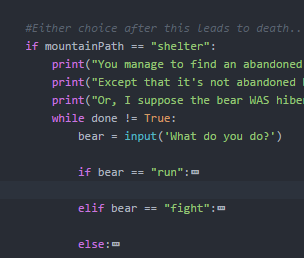 #Either choice after this leads to death..
if mountainPath == "shelter":
print("You manage to find an abandoned
print("Except that it's not abandoned
print("Or, I suppose the bear WAS hiber
while done != True:
bear = input('What do you do?')
if bear == "run":
elif bear == "fight":
else: